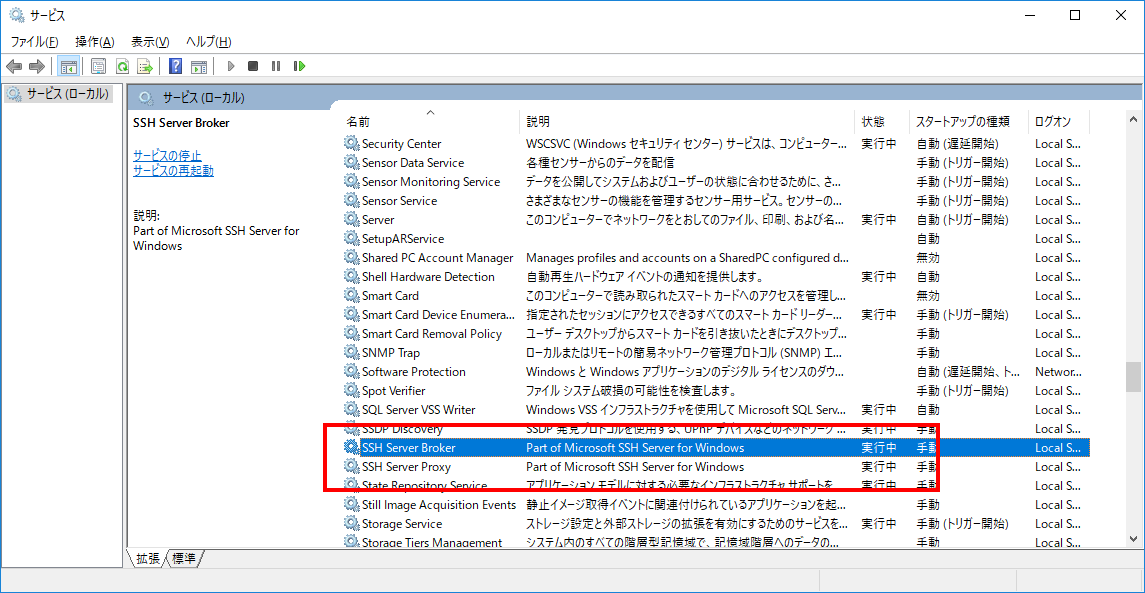 サービス
ファイル(F) 操作(A) 表示(V) ヘルプ(H)
サービス (ローカル)
サービス (ローカル)
SSH Server Broker
サービスの停止
サービスの再起動
説明:
Part of Microsoft SSH Server for
Windows
名前 説明 状態 スタートアップの種類 ログオン
Security Center WSCSVC (Windows セキュリティ センター) サービスは、コンピューター... 実行中 自動 (遅延開始) Local S...
Sensor Data Service 各種センサーからのデータを配信 手動 (トリガー開始) Local S...
Sensor Monitoring Service データを公開してシステムおよびユーザーの状態に合わせるために、さ... 手動 (トリガー開始) Local S...
Sensor Service さまざまなセンサーの機能を管理するセンサー用サービス。センサーの... 手動 (トリガー開始) Local S...
Server このコンピューターでネットワークをとおしてのファイル、印刷、および名... 実行中 自動 Local S...
SetupARService 自動 Local S...
Shared PC Account Manager Manages profiles and accounts on a SharedPC configured d... 無効 Local S...
Shell Hardware Detection 自動再生ハードウェア イベントの通知を提供します。 実行中 自動 Local S...
Smart Card このコンピューターで読み取られたスマート カードへのアクセスを管理し... 無効 Local S...
Smart Card Device Enumera... 指定されたセッションにアクセスできるすべてのスマート カード リーダー... 実行中 手動 (トリガー開始) Local S...
Smart Card Removal Policy ユーザー デスクトップからスマート カードを引き抜いたときにデスクトップ... 手動 Local S...
SNMP Trap ローカルまたはリモートの簡易ネットワーク管理プロトコル (SNMP) エ... 手動 Local S...
Software Protection Windows と Windows アプリケーションのデジタル ライセンスのダウ... 自動 (遅延開始、ト... Networ...
Spot Verifier ファイル システム破損の可能性を検査します。 手動 (トリガー開始) Local S...
SQL Server VSS Writer Windows VSS インフラストラクチャを使用して Microsoft SQL Serv... 実行中 自動 Local S...
SSDP Discovery SSDP 発見プロトコルを使用する、UPnP デバイスなどのネットワーク ... 実行中 手動 Local S...
SSH Server Broker Part of Microsoft SSH Server for Windows 実行中 手動 Local S...
SSH Server Proxy Part of Microsoft SSH Server for Windows 実行中 手動 Local S...
State Repository Service アプリケーション モデルに対する必要なインフラストラクチャ サポートを... 実行中 手動 Local S...
Still Image Acquisition Events 静止イメージ取得イベントに関連付けられているアプリケーションを起... 手動 Local S...
Storage Service ストレージ設定と外部ストレージの拡張を有効にするためのサービスを... 実行中 手動 (トリガー開始) Local S...
Storage Tiers Management システム内のすべての階層型記憶域で、記憶域階層へのデータの... 手動 Local S...
拡張 標準